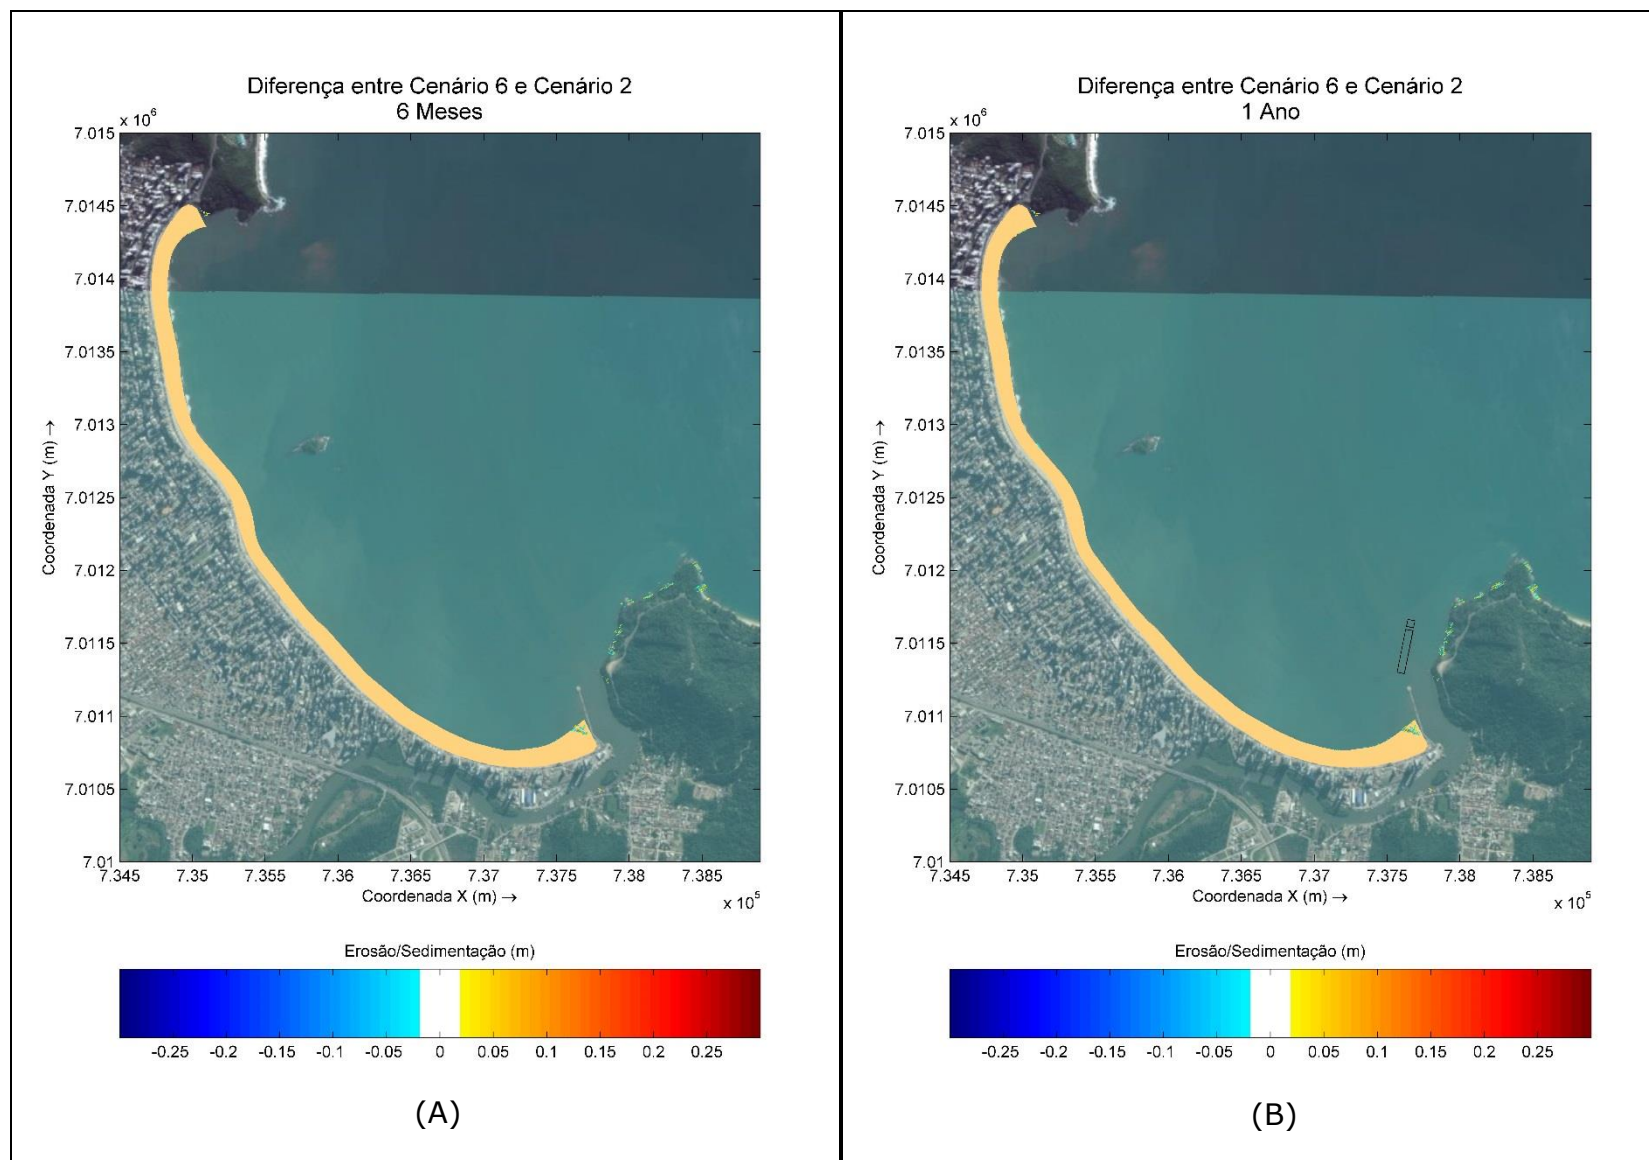 Diferença entre Cenário 6 e Cenário 2
6 Meses
x 10^6
7.015
7.0145
7.014
7.0135
7.013
7.0125
7.012
7.0115
7.011
7.0105
7.01
Coordenada Y (m) →
7.345 7.35 7.355 7.36 7.365 7.37 7.375 7.38 7.385
Coordenada X (m) →
x 10^5
Erosão/Sedimentação (m)
-0.25 -0.2 -0.15 -0.1 -0.05 0 0.05 0.1 0.15 0.2 0.25
(A)
Diferença entre Cenário 6 e Cenário 2
1 Ano
x 10^6
7.015
7.0145
7.014
7.0135
7.013
7.0125
7.012
7.0115
7.011
7.0105
7.01
Coordenada Y (m) →
7.345 7.35 7.355 7.36 7.365 7.37 7.375 7.38 7.385
Coordenada X (m) →
x 10^5
Erosão/Sedimentação (m)
-0.25 -0.2 -0.15 -0.1 -0.05 0 0.05 0.1 0.15 0.2 0.25
(B)